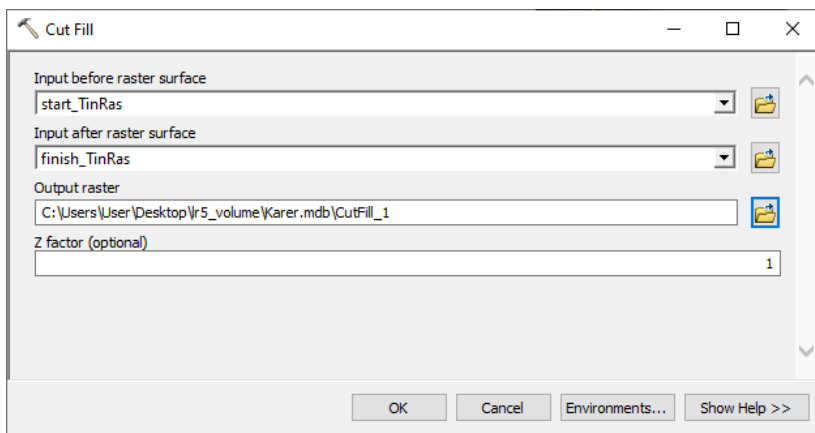 Cut Fill
Input before raster surface
start_TinRas
Input after raster surface
finish_TinRas
Output raster
C:\Users\User\Desktop\lr5_volume\Karer.mdb\CutFill_1
Z factor (optional)
1
OK Cancel Environments... Show Help >>